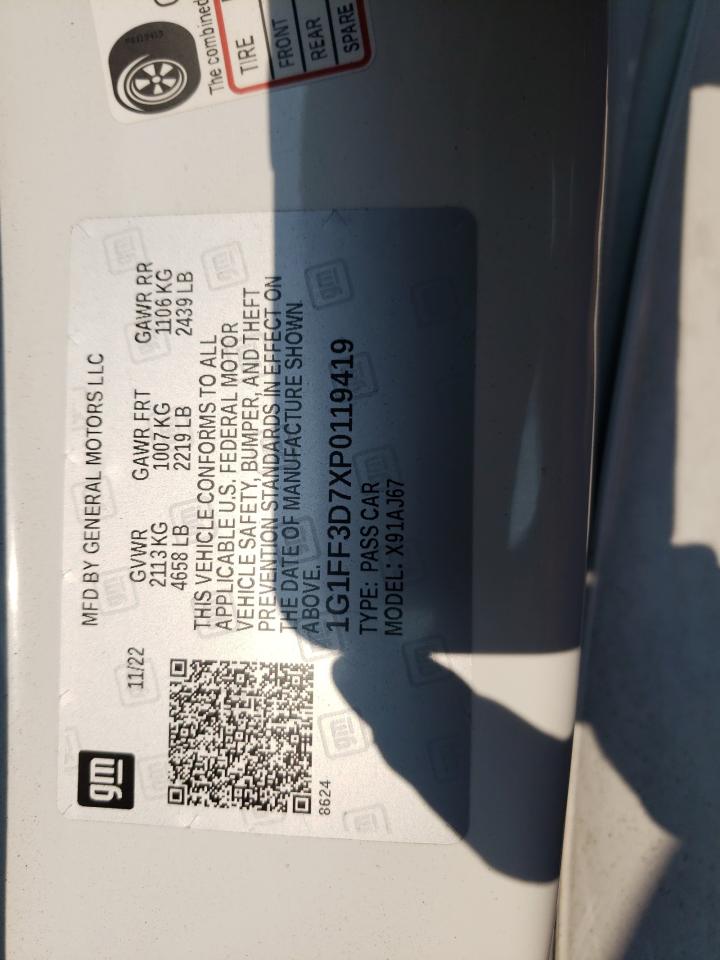 gm
MFD BY GENERAL MOTORS LLC
11/22
GVWR GAWR FRT GAWR RR
2113 KG 1007 KG 1106 KG
4658 LB 2219 LB 2439 LB
THIS VEHICLE CONFORMS TO ALL
APPLICABLE U.S. FEDERAL MOTOR
VEHICLE SAFETY, BUMPER, AND THEFT
PREVENTION STANDARDS IN EFFECT ON
THE DATE OF MANUFACTURE SHOWN
ABOVE.
1G1FF3D7XP0119419
TYPE: PASS CAR
MODEL: X91AJ67
8624
The combined
TIRE
FRONT
REAR
SPARE